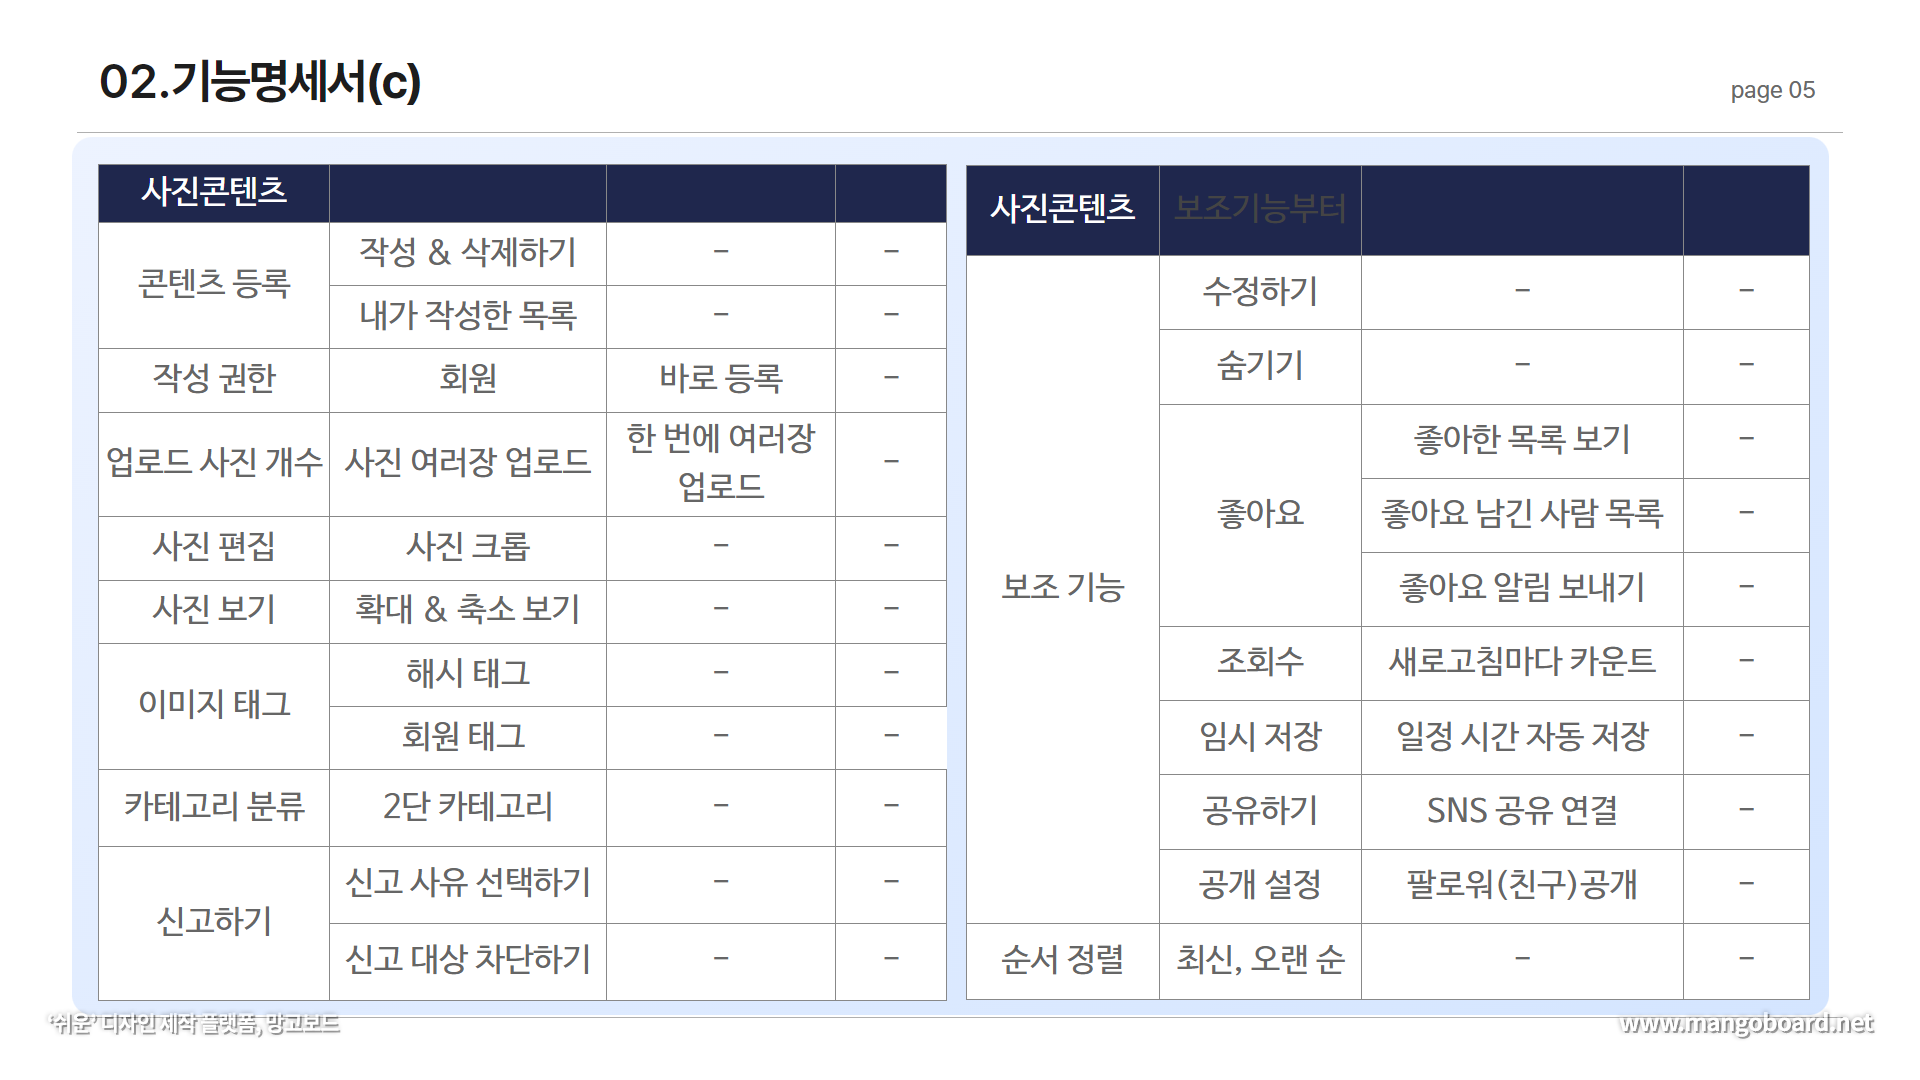 02.기능명세서(c)
page 05
사진콘텐츠
콘텐츠 등록
작성 & 삭제하기
-
-
내가 작성한 목록
-
-
작성 권한
회원
바로 등록
-
업로드 사진 개수
사진 여러장 업로드
한 번에 여러장
업로드
-
사진 편집
사진 크롭
-
-
사진 보기
확대 & 축소 보기
-
-
이미지 태그
해시 태그
-
-
회원 태그
-
-
카테고리 분류
2단 카테고리
-
-
신고하기
신고 사유 선택하기
-
-
신고 대상 차단하기
-
-
사진콘텐츠
보조기능부터
보조 기능
수정하기
-
-
숨기기
-
-
좋아요
좋아한 목록 보기
-
좋아요 남긴 사람 목록
-
좋아요 알림 보내기
-
조회수
새로고침마다 카운트
-
임시 저장
일정 시간 자동 저장
-
공유하기
SNS 공유 연결
-
공개 설정
팔로워(친구)공개
-
순서 정렬
최신, 오랜 순
-
-
'쉬운' 디자인 제작 플랫폼, 망고보드
www.mangoboard.net